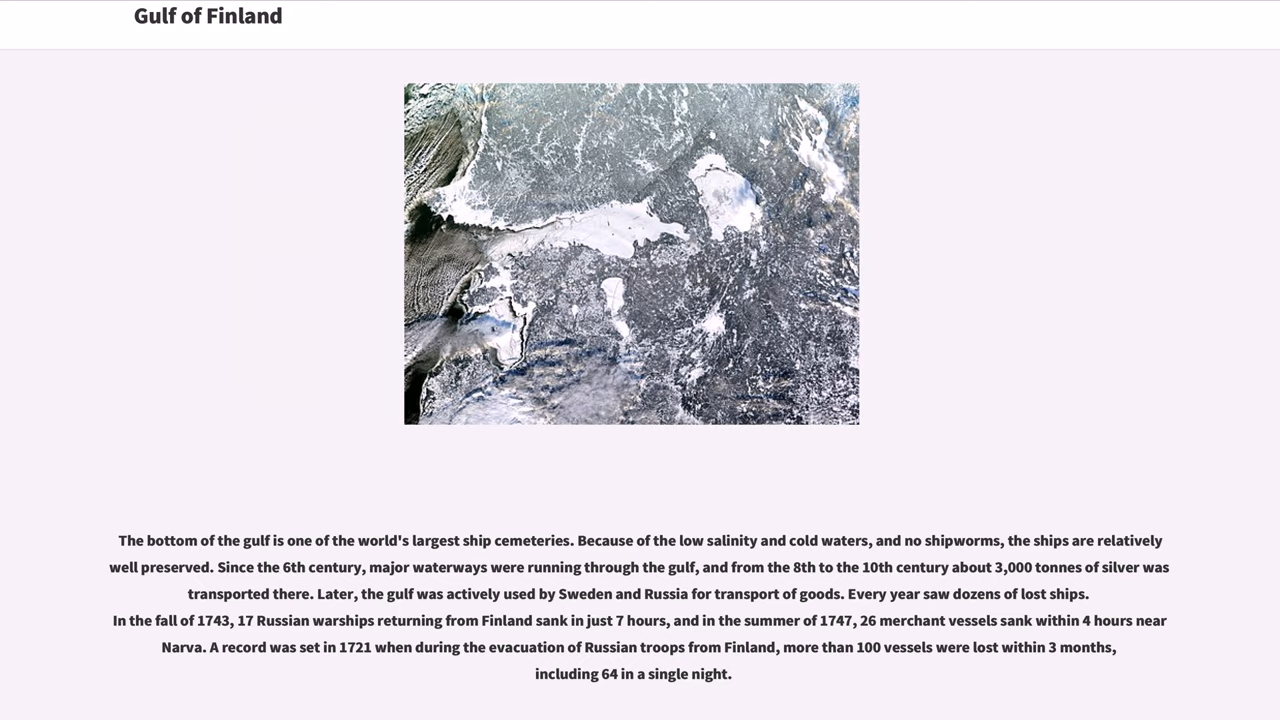 Gulf of Finland
The bottom of the gulf is one of the world's largest ship cemeteries. Because of the low salinity and cold waters, and no shipworms, the ships are relatively
well preserved. Since the 6th century, major waterways were running through the gulf, and from the 8th to the 10th century about 3,000 tonnes of silver was
transported there. Later, the gulf was actively used by Sweden and Russia for transport of goods. Every year saw dozens of lost ships.
In the fall of 1743, 17 Russian warships returning from Finland sank in just 7 hours, and in the summer of 1747, 26 merchant vessels sank within 4 hours near
Narva. A record was set in 1721 when during the evacuation of Russian troops from Finland, more than 100 vessels were lost within 3 months,
including 64 in a single night.